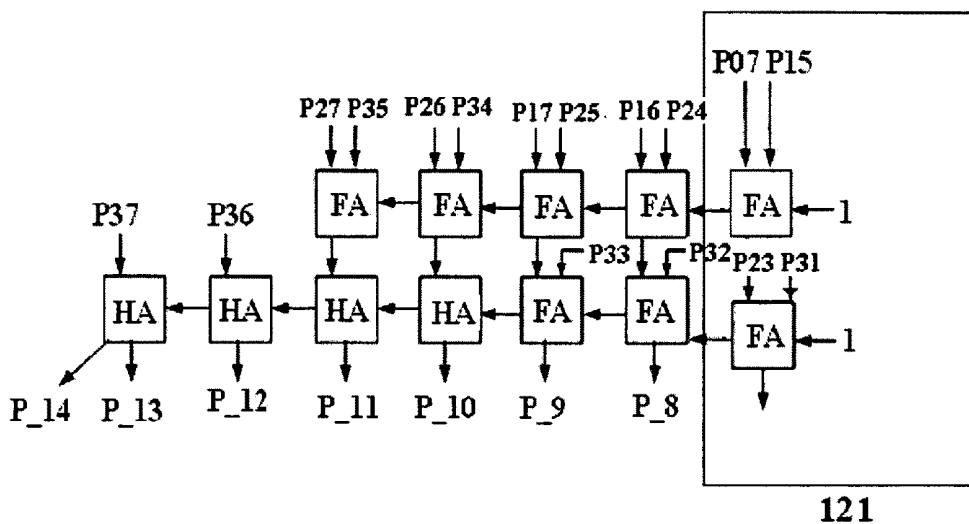 P07 P15
P27 P35 P26 P34 P17 P25 P16 P24
FA FA FA FA FA 1
P37 P36 P33 P32 P23 P31
HA HA HA HA FA FA FA 1
P_14 P_13 P_12 P_11 P_10 P_9 P_8
121